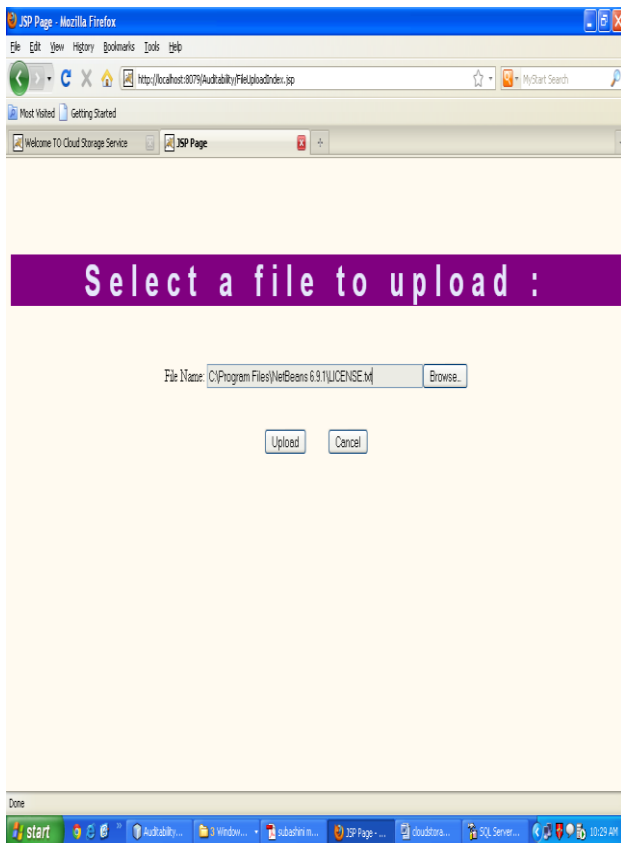 JSP Page - Mozilla Firefox
File Edit View History Bookmarks Tools Help
http://localhost:8079/Auditability/FileUploadIndex.jsp
MyStart Search
Most Visited Getting Started
Welcome TO Cloud Storage Service
JSP Page
Select a file to upload :
File Name: C:\Program Files\NetBeans 6.9.1\LICENSE.txt Browse..
Upload Cancel
Done
start Auditability... 3 Window... subashini m... JSP Page - ... cloudstora... SQL Server... 10:29 AM